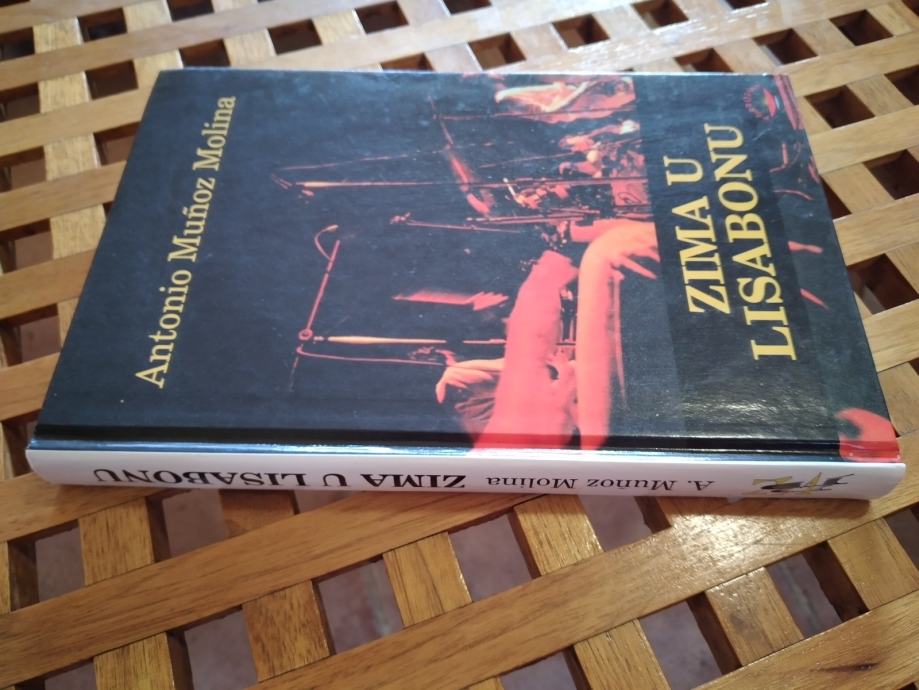 Antonio Muñoz Molina
ZIMA U
LISABONU
A. Muñoz Molina ZIMA U LISABONU